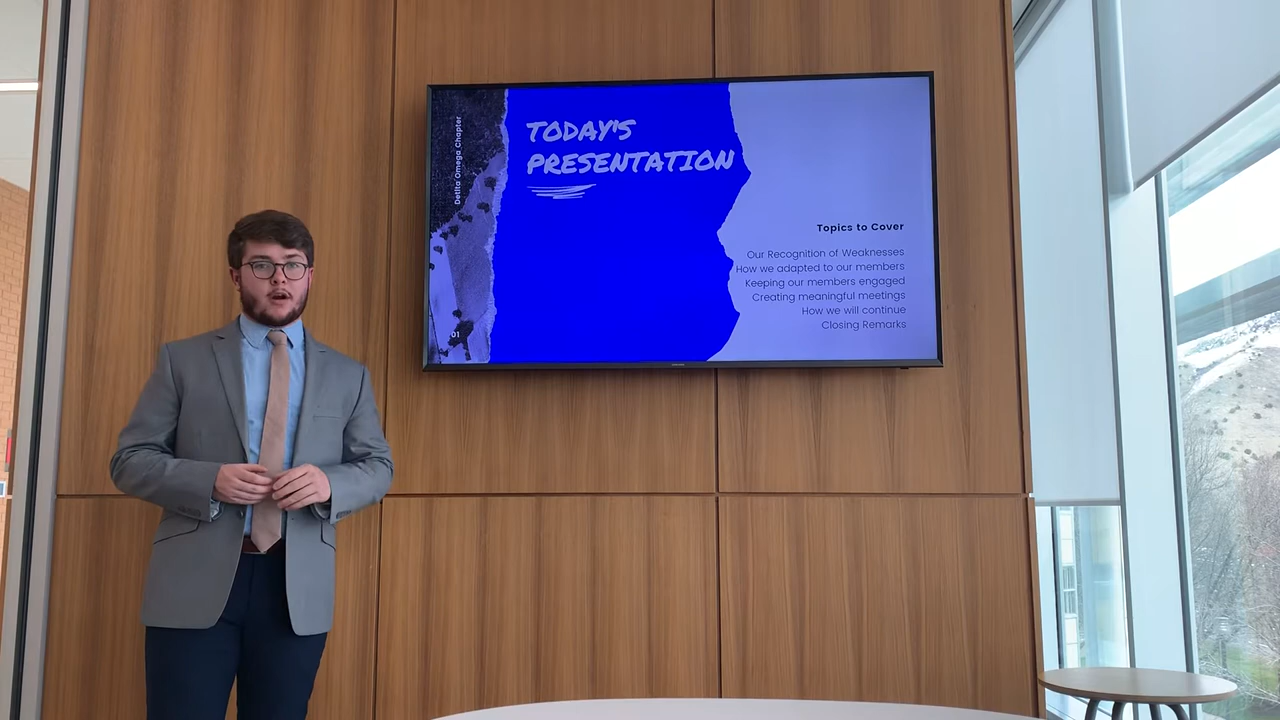 Detlta Omega Chapter
TODAY'S
PRESENTATION
Topics to Cover
Our Recognition of Weaknesses
How we adapted to our members
Keeping our members engaged
Creating meaningful meetings
How we will continue
Closing Remarks
01